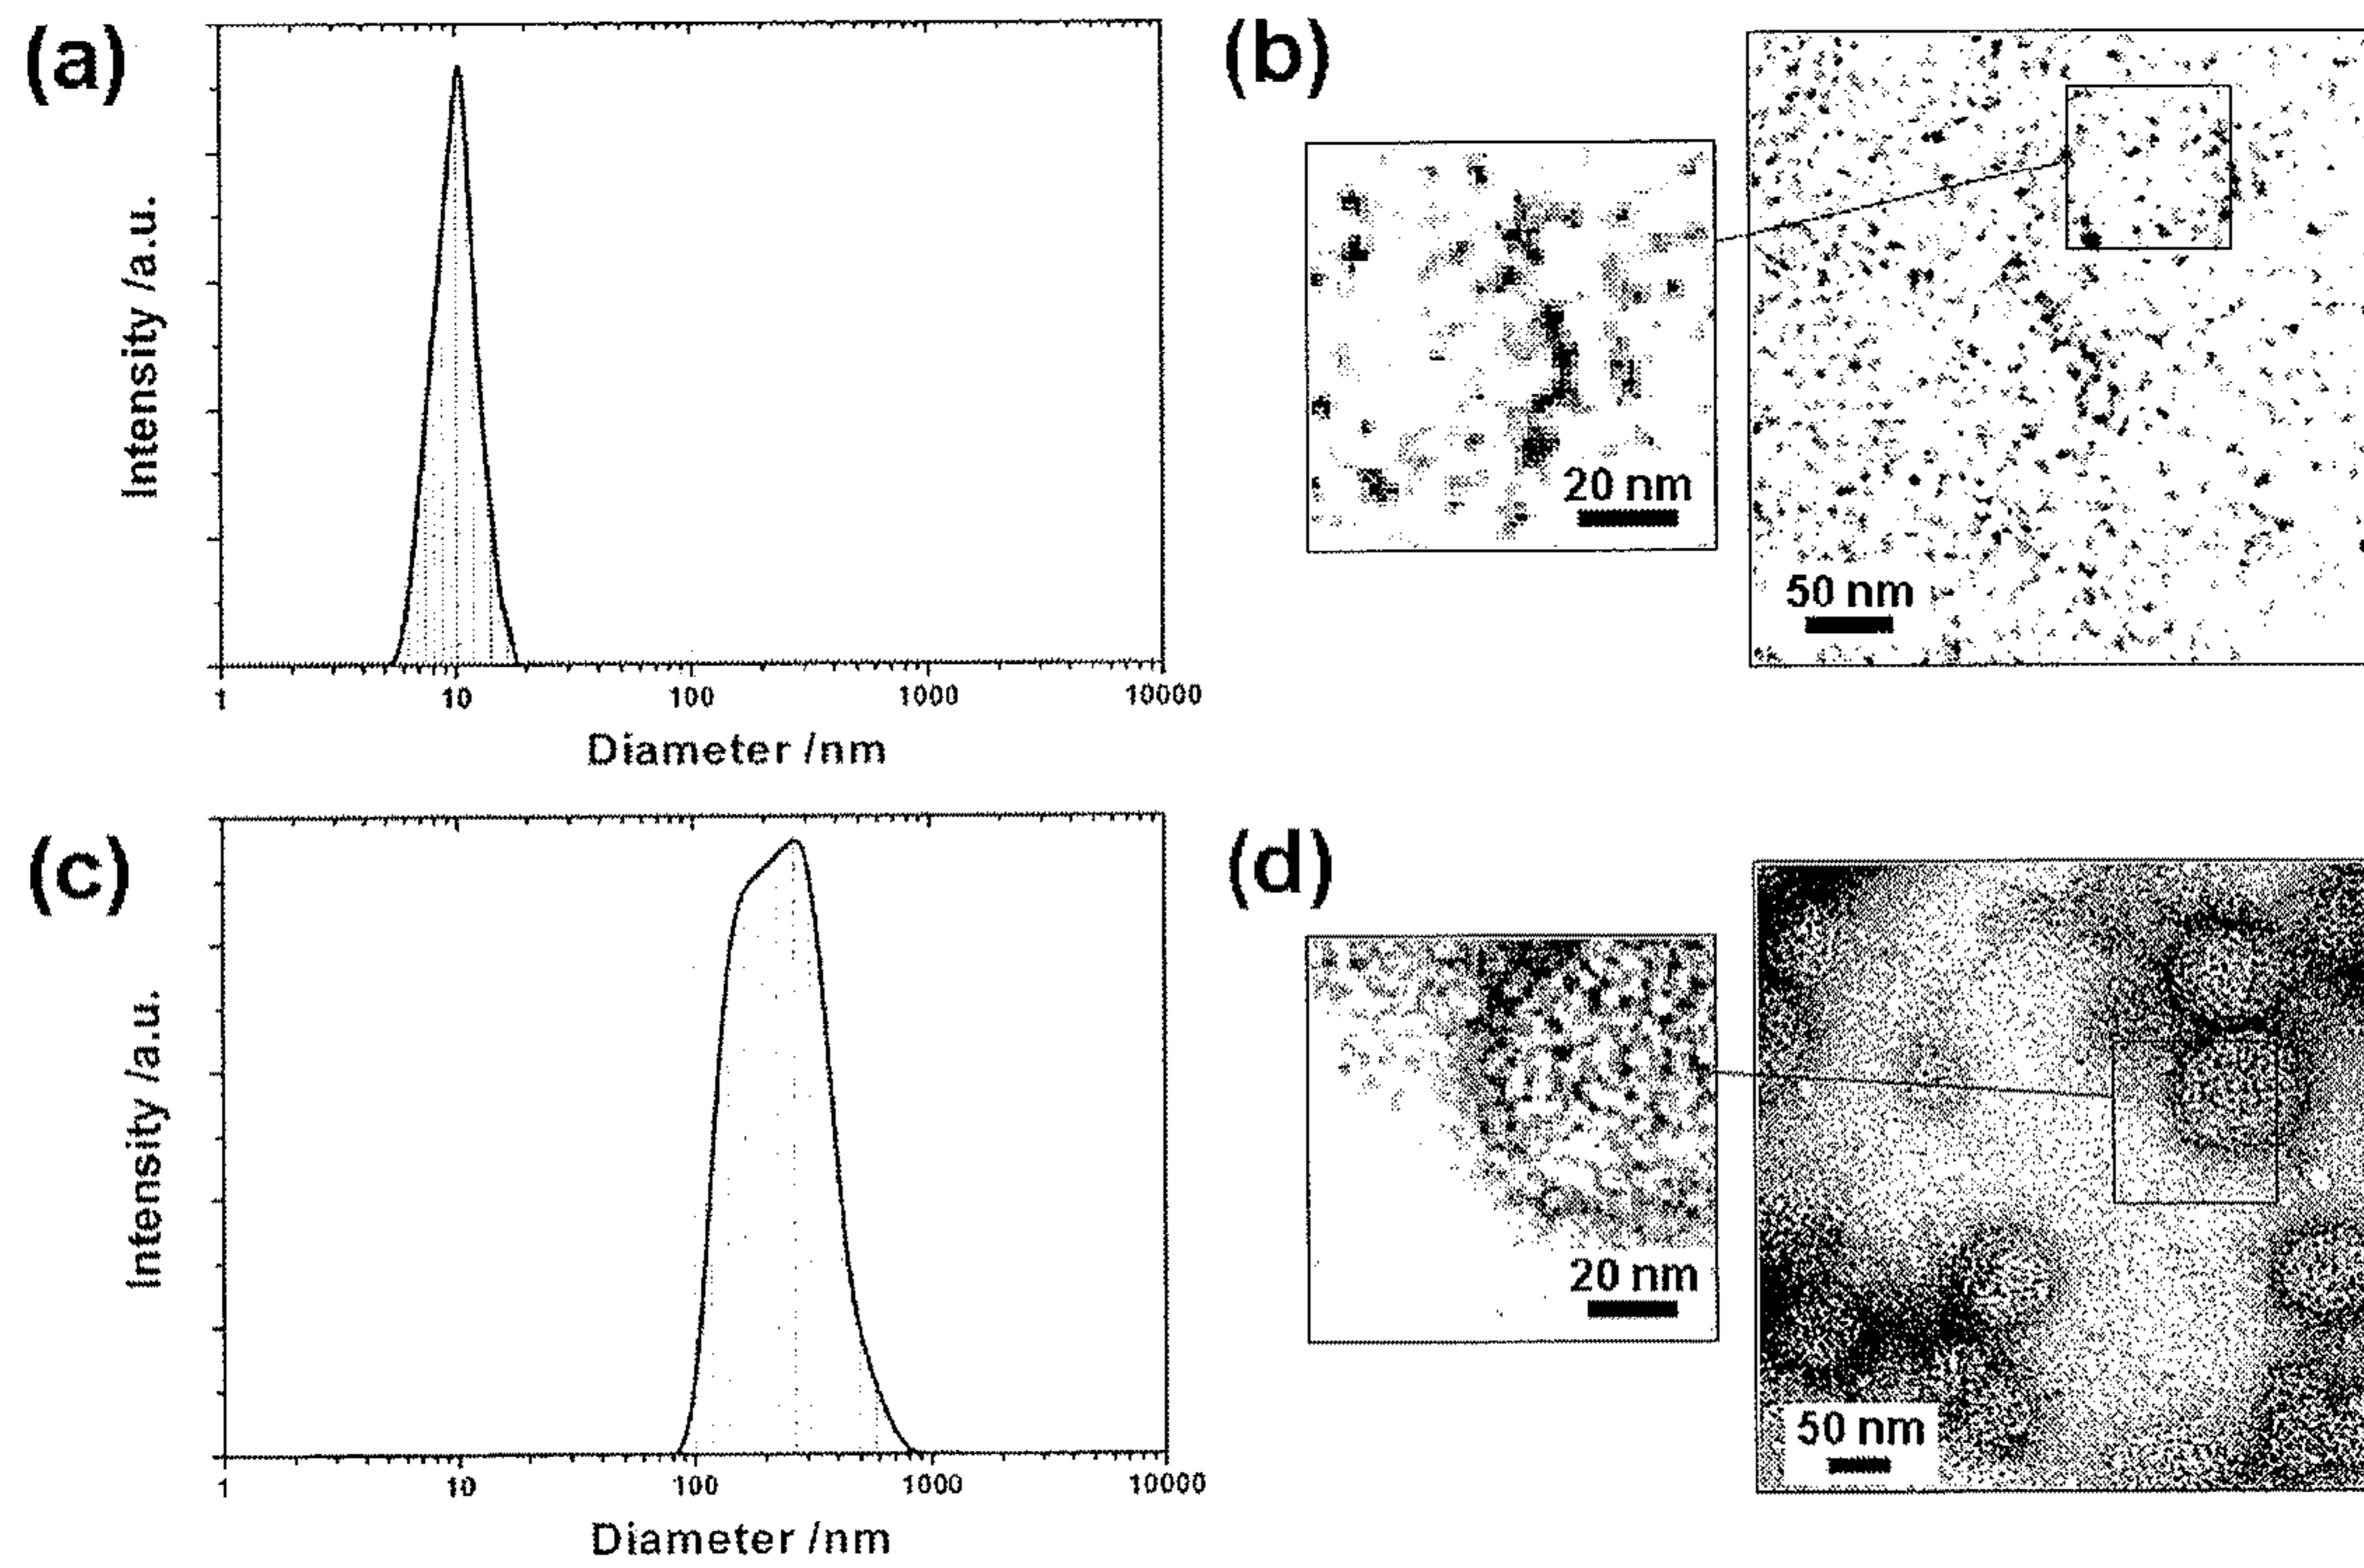 (a)
Intensity /a.u.
1 10 100 1000 10000
Diameter /nm
(b)
20 nm
50 nm
(c)
Intensity /a.u.
1 10 100 1000 10000
Diameter /nm
(d)
20 nm
50 nm